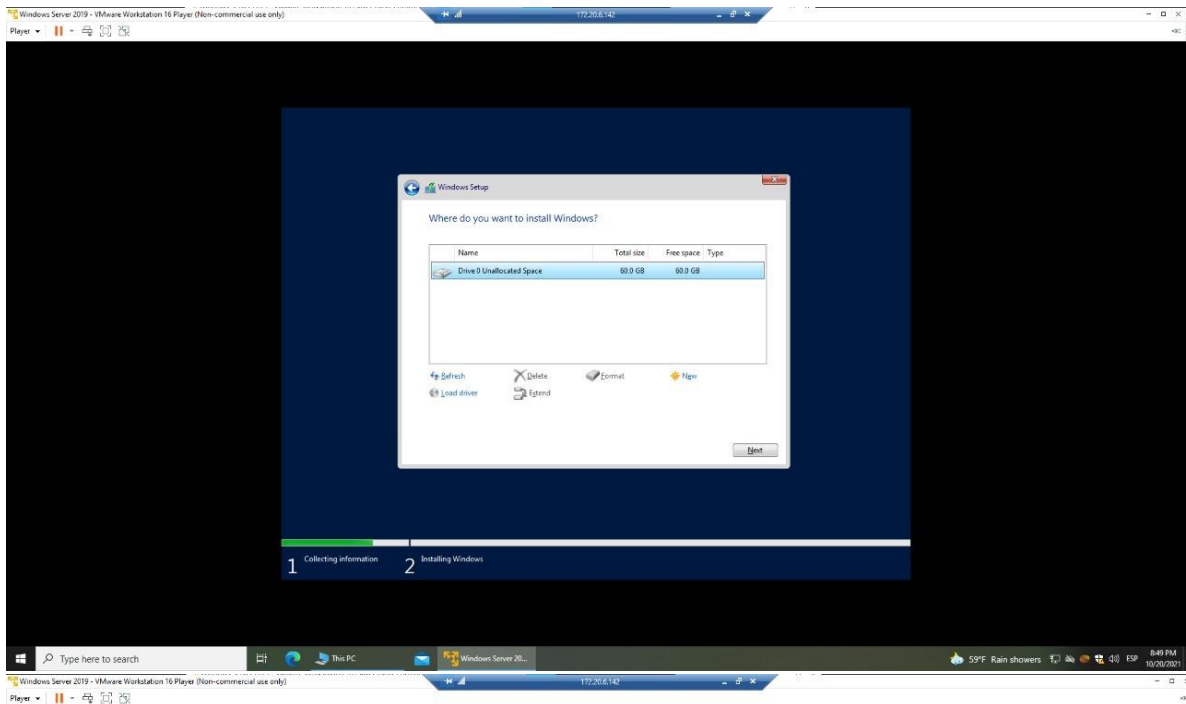 Windows Server 2019 - VMware Workstation 16 Player (Non-commercial use only)
172.20.6.142
Player
Windows Setup
Where do you want to install Windows?
Name Total size Free space Type
Drive 0 Unallocated Space 60.0 GB 60.0 GB
Refresh Delete Format New
Load driver Extend
Next
1 Collecting information 2 Installing Windows
Type here to search This PC Windows Server 20... 59°F Rain showers ESP 8:49 PM
10/20/2021
Windows Server 2019 - VMware Workstation 16 Player (Non-commercial use only) 172.20.6.142
Player